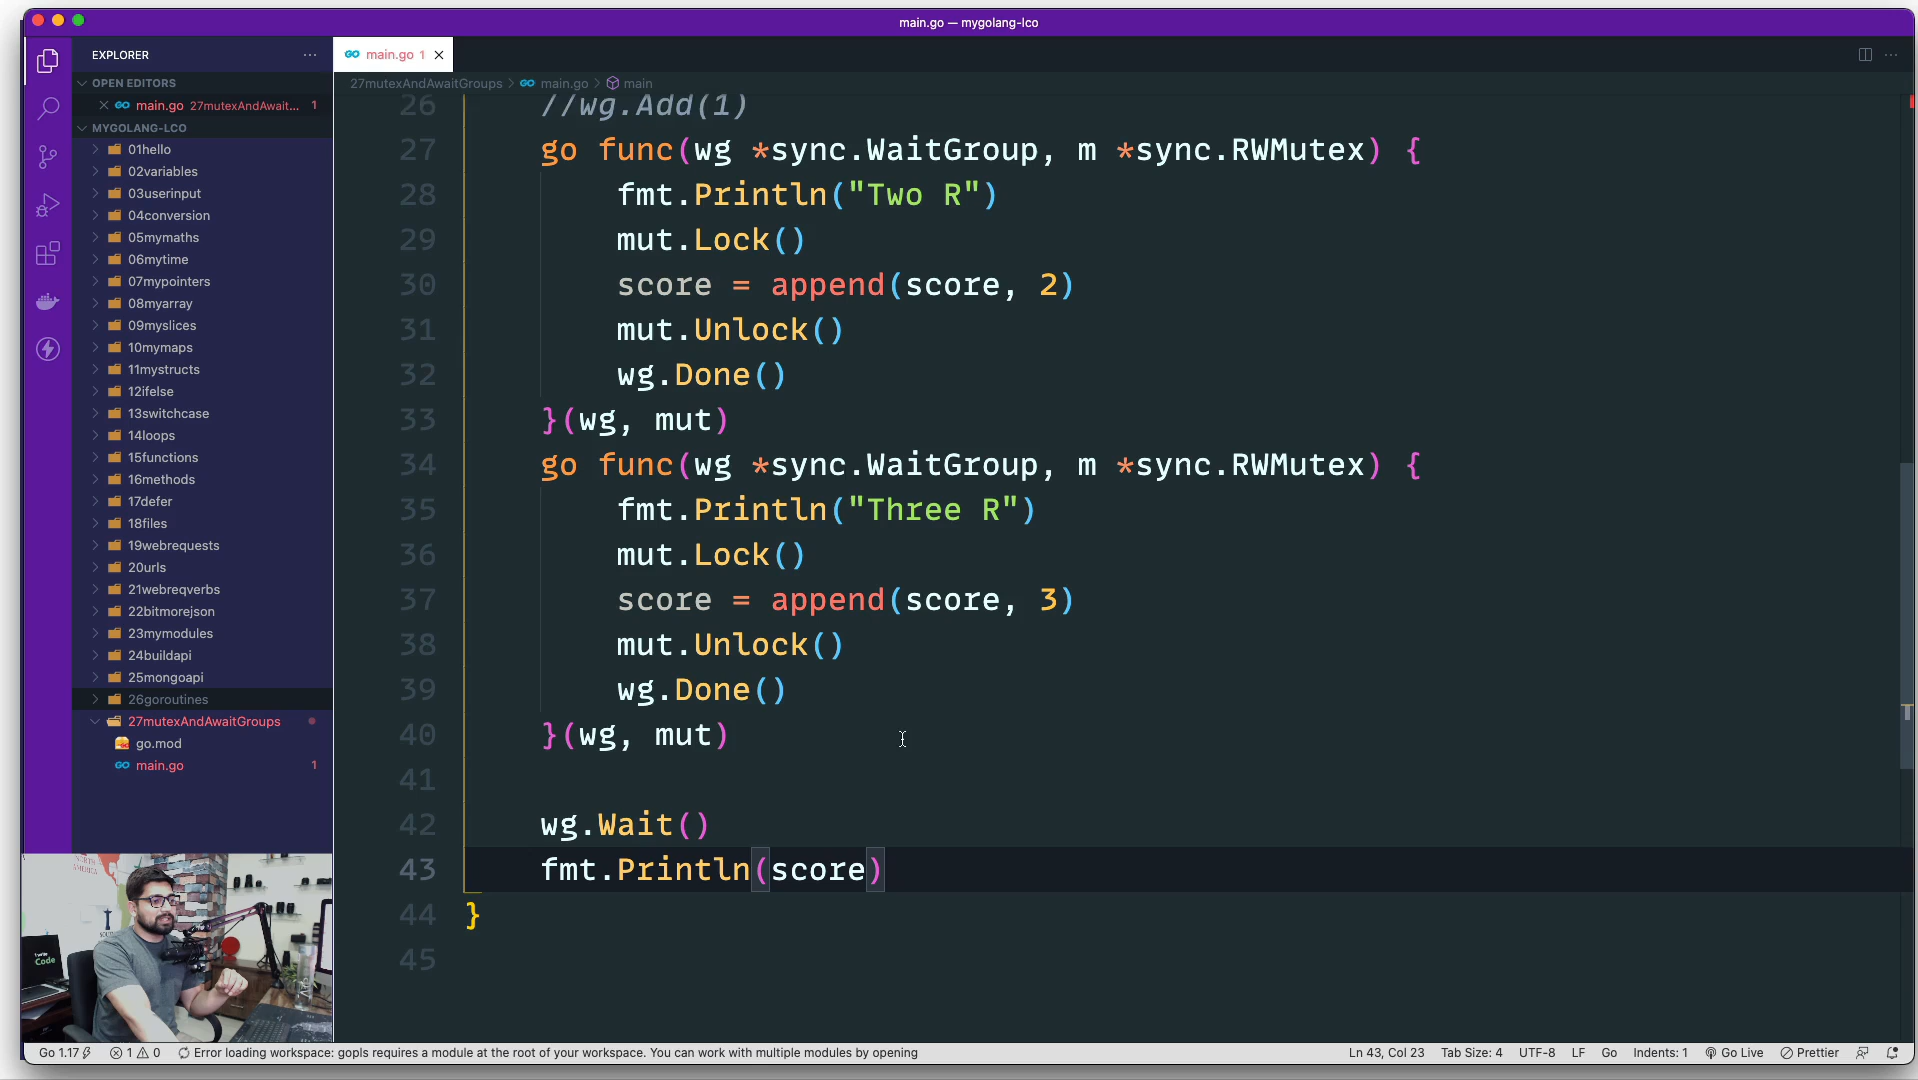 main.go — mygolang-lco
EXPLORER
main.go 1
OPEN EDITORS
main.go 27mutexAndAwait... 1
MYGOLANG-LCO
01hello
02variables
03userinput
04conversion
05mymaths
06mytime
07mypointers
08myarray
09myslices
10mymaps
11mystructs
12ifelse
13switchcase
14loops
15functions
16methods
17defer
18files
19webrequests
20urls
21webreqverbs
22bitmorejson
23mymodules
24buildapi
25mongoapi
26goroutines
27mutexAndAwaitGroups
go.mod
main.go 1
27mutexAndAwaitGroups > main.go > main
26 //wg.Add(1)
27 go func(wg *sync.WaitGroup, m *sync.RWMutex) {
28 fmt.Println("Two R")
29 mut.Lock()
30 score = append(score, 2)
31 mut.Unlock()
32 wg.Done()
33 }(wg, mut)
34 go func(wg *sync.WaitGroup, m *sync.RWMutex) {
35 fmt.Println("Three R")
36 mut.Lock()
37 score = append(score, 3)
38 mut.Unlock()
39 wg.Done()
40 }(wg, mut)
41
42 wg.Wait()
43 fmt.Println(score)
44 }
45
NORTH
AMERICA
Code
Go 1.17 1 0 Error loading workspace: gopls requires a module at the root of your workspace. You can work with multiple modules by opening
Ln 43, Col 23 Tab Size: 4 UTF-8 LF Go Indents: 1 Go Live Prettier